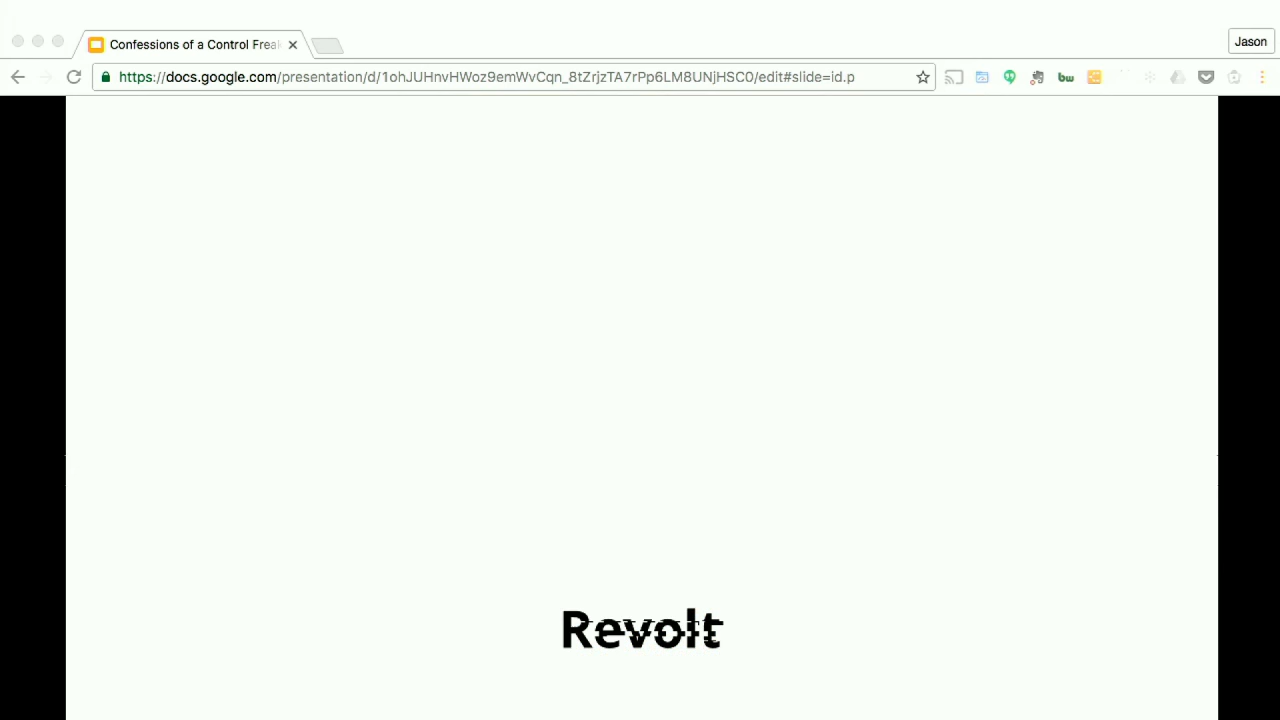 Confessions of a Control Frea
Jason
https://docs.google.com/presentation/d/1ohJUHnvHWoz9emWvCqn_8tZrjzTA7rPp6LM8UNjHSC0/edit#slide=id.p
bw
Revolt